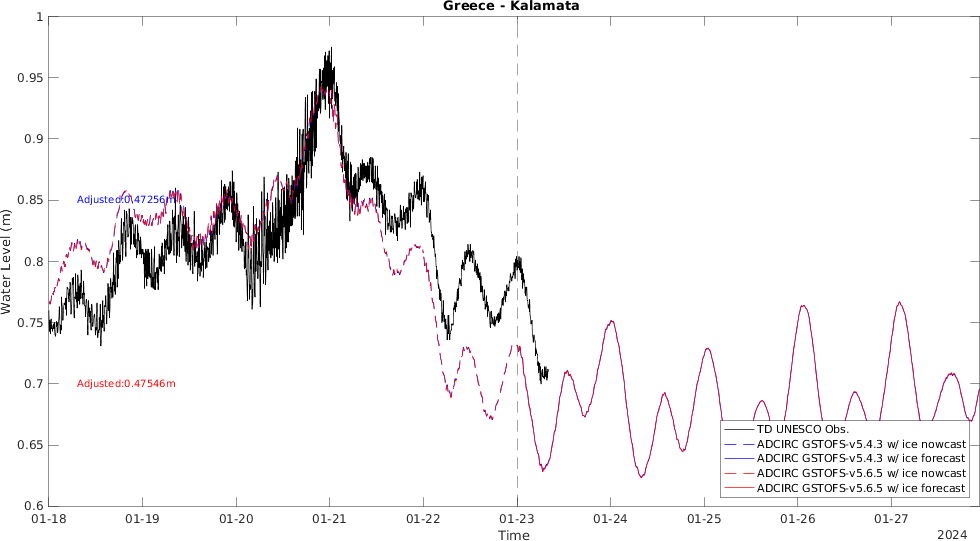 Greece - Kalamata
1
0.95
0.9
0.85
0.8
0.75
0.7
0.65
0.6
Water Level (m)
Adjusted:0.47256m
Adjusted:0.47546m
TD UNESCO Obs.
ADCIRC GSTOFS-v5.4.3 w/ ice nowcast
ADCIRC GSTOFS-v5.4.3 w/ ice forecast
ADCIRC GSTOFS-v5.6.5 w/ ice nowcast
ADCIRC GSTOFS-v5.6.5 w/ ice forecast
01-18 01-19 01-20 01-21 01-22 01-23 01-24 01-25 01-26 01-27
Time
2024